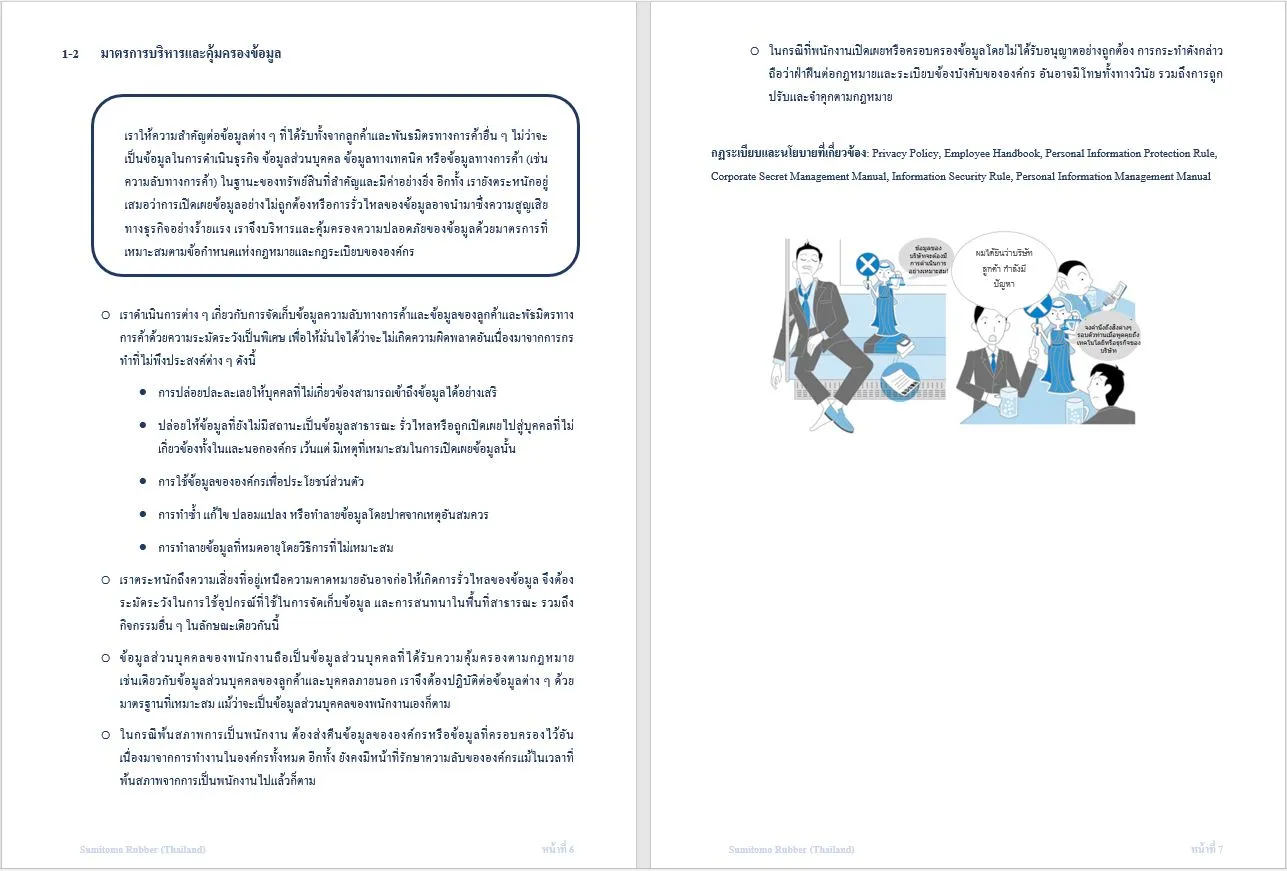 1-2 มาตรการบริหารและคุ้มครองข้อมูล
เราให้ความสำคัญต่อข้อมูลต่าง ๆ ที่ได้รับทั้งจากลูกค้าและพันธมิตรทางการค้าอื่น ๆ ไม่ว่าจะ
เป็นข้อมูลในการดำเนินธุรกิจ ข้อมูลส่วนบุคคล ข้อมูลทางเทคนิค หรือข้อมูลทางการค้า (เช่น
ความลับทางการค้า) ในฐานะของทรัพย์สินที่สำคัญและมีค่าอย่างยิ่ง อีกทั้ง เรายังตระหนักอยู่
เสมอว่าการเปิดเผยข้อมูลอย่างไม่ถูกต้องหรือการรั่วไหลของข้อมูลอาจนำมาซึ่งความสูญเสีย
ทางธุรกิจอย่างร้ายแรง เราจึงบริหารและคุ้มครองความปลอดภัยของข้อมูลด้วยมาตรการที่
เหมาะสมตามข้อกำหนดแห่งกฎหมายและกฎระเบียบขององค์กร
เราดำเนินการต่าง ๆ เกี่ยวกับการจัดเก็บข้อมูลความลับทางการค้าและข้อมูลของลูกค้าและพัธมิตรทาง
การค้าด้วยความระมัดระวังเป็นพิเศษ เพื่อให้มั่นใจได้ว่าจะไม่เกิดความผิดพลาดอันเนื่องมาจากการกร
ทำที่ไม่พึงประสงค์ต่าง ๆ ดังนี้
การปล่อยปละละเลยให้บุคคลที่ไม่เกี่ยวข้องสามารถเข้าถึงข้อมูลได้อย่างเสรี
ปล่อยให้ข้อมูลที่ยังไม่มีสถานะเป็นข้อมูลสาธารณะ รั่วไหลหรือถูกเปิดเผยไปสู่บุคคลที่ไม่
เกี่ยวข้องทั้งในและนอกองค์กร เว้นแต่ มีเหตุที่เหมาะสมในการเปิดเผยข้อมูลนั้น
การใช้ข้อมูลขององค์กรเพื่อประโยชน์ส่วนตัว
การทำซ้ำ แก้ไข ปลอมแปลง หรือทำลายข้อมูลโดยปาศจากเหตุอันสมควร
การทำลายข้อมูลที่หมดอายุโดยวิธีการที่ไม่เหมาะสม
เราตระหนักถึงความเสี่ยงที่อยู่เหนือความคาดหมายอันอาจก่อให้เกิดการรั่วไหลของข้อมูล จึงต้อง
ระมัดระวังในการใช้อุปกรณ์ที่ใช้ในการจัดเก็บข้อมูล และการสนทนาในพื้นที่สาธารณะ รวมถึง
กิจกรรมอื่น ๆ ในลักษณะเดียวกันนี้
ข้อมูลส่วนบุคคลของพนักงานถือเป็นข้อมูลส่วนบุคคลที่ได้รับความคุ้มครองตามกฎหมาย
เช่นเดียวกับข้อมูลส่วนบุคคลของลูกค้าและบุคคลภายนอก เราจึงต้องปฏิบัติต่อข้อมูลต่าง ๆ ด้วย
มาตรฐานที่เหมาะสม แม้ว่าจะเป็นข้อมูลส่วนบุคคลของพนักงานเองก็ตาม
ในกรณีพ้นสภาพการเป็นพนักงาน ต้องส่งคืนข้อมูลขององค์กรหรือข้อมูลที่ครอบครองไว้อัน
เนื่องมาจากการทำงานในองค์กรทั้งหมด อีกทั้ง ยังคงมีหน้าที่รักษาความลับขององค์กรแม้ในเวลาที่
พ้นสภาพจากการเป็นพนักงานไปแล้วก็ตาม
Sumitomo Rubber (Thailand) หน้าที่ 6
ในกรณีที่พนักงานเปิดเผยหรือครอบครองข้อมูลโดยไม่ได้รับอนุญาตอย่างถูกต้อง การกระทำดังกล่าว
ถือว่าฝ่าฝืนต่อกฎหมายและระเบียบข้องบังคับขององค์กร อันอาจมีโทษทั้งทางวินัย รวมถึงการถูก
ปรับและจำคุกตามกฎหมาย
กฎระเบียบและนโยบายที่เกี่ยวข้อง: Privacy Policy, Employee Handbook, Personal Information Protection Rule,
Corporate Secret Management Manual, Information Security Rule, Personal Information Management Manual
ข้อมูลของ
บริษัทจะต้องมี
การดำเนินการ
อย่างเหมาะสม!
ผมได้ยินว่าบริษัท
ลูกค้า กำลังมี
ปัญหา
จงคำนึงถึงสิ่งต่างๆ
รอบตัวท่านเมื่อพูดคุยถึง
เทคโนโลยีหรือธุรกิจของ
บริษัท
Sumitomo Rubber (Thailand) หน้าที่ 7